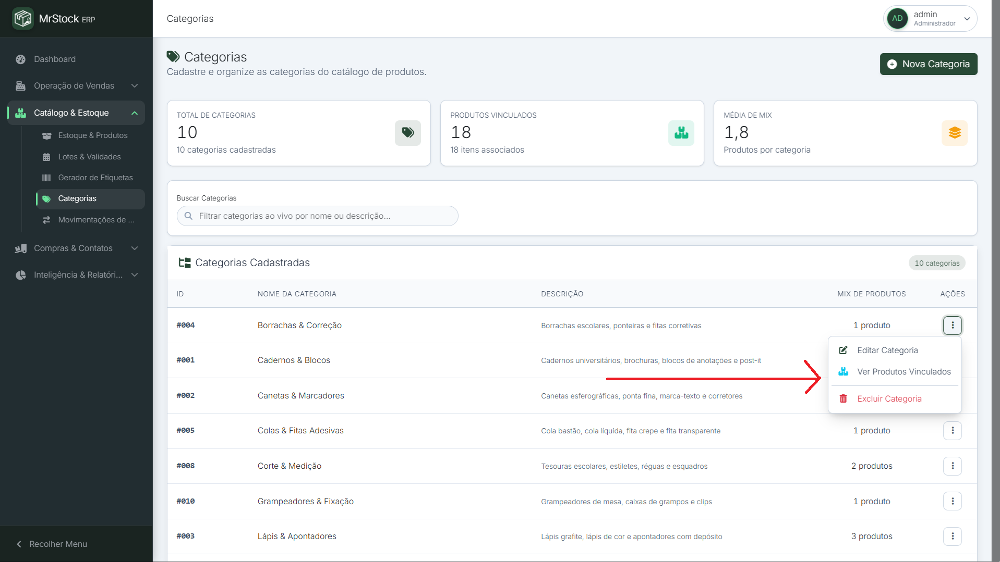 MrStock ERP
Dashboard
Operação de Vendas
Catálogo & Estoque
Estoque & Produtos
Lotes & Validades
Gerador de Etiquetas
Categorias
Movimentações de ...
Compras & Contatos
Inteligência & Relatóri...
Recolher Menu
Categorias
AD
admin
Administrador
Categorias
Cadastre e organize as categorias do catálogo de produtos.
Nova Categoria
TOTAL DE CATEGORIAS
10
10 categorias cadastradas
PRODUTOS VINCULADOS
18
18 itens associados
MÉDIA DE MIX
1,8
Produtos por categoria
Buscar Categorias
Filtrar categorias ao vivo por nome ou descrição...
Categorias Cadastradas
10 categorias
ID NOME DA CATEGORIA DESCRIÇÃO MIX DE PRODUTOS AÇÕES
#004 Borrachas & Correção Borrachas escolares, ponteiras e fitas corretivas 1 produto
#001 Cadernos & Blocos Cadernos universitários, brochuras, blocos de anotações e post-it
#002 Canetas & Marcadores Canetas esferográficas, ponta fina, marca-texto e corretores
Editar Categoria
Ver Produtos Vinculados
Excluir Categoria
#005 Colas & Fitas Adesivas Cola bastão, cola líquida, fita crepe e fita transparente 1 produto
#008 Corte & Medição Tesouras escolares, estiletes, réguas e esquadros 2 produtos
#010 Grampeadores & Fixação Grampeadores de mesa, caixas de grampos e clips 1 produto
#003 Lápis & Apontadores Lápis grafite, lápis de cor e apontadores com depósito 3 produtos